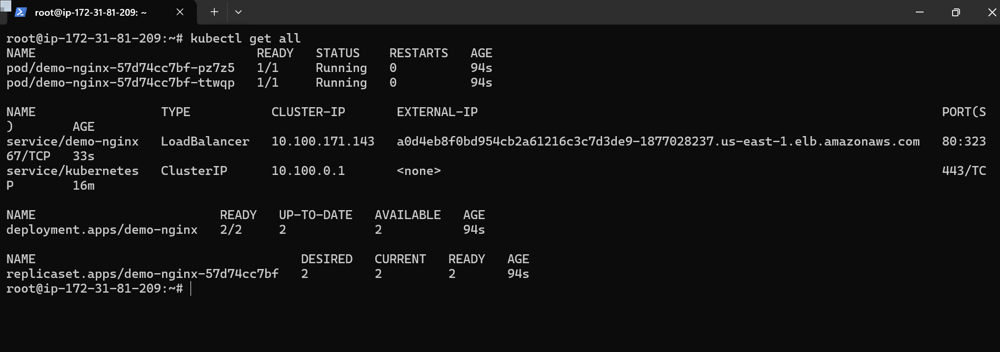 root@ip-172-31-81-209: ~
root@ip-172-31-81-209:~# kubectl get all
NAME                              READY   STATUS    RESTARTS   AGE
pod/demo-nginx-57d74cc7bf-pz7z5   1/1     Running   0          94s
pod/demo-nginx-57d74cc7bf-ttwqp   1/1     Running   0          94s
NAME                 TYPE           CLUSTER-IP       EXTERNAL-IP                                                               PORT(S
)        AGE
service/demo-nginx   LoadBalancer   10.100.171.143   a0d4eb8f0bd954cb2a61216c3c7d3de9-1877028237.us-east-1.elb.amazonaws.com   80:323
67/TCP   33s
service/kubernetes   ClusterIP      10.100.0.1       <none>                                                                    443/TC
P        16m
NAME                         READY   UP-TO-DATE   AVAILABLE   AGE
deployment.apps/demo-nginx   2/2     2            2           94s
NAME                                    DESIRED   CURRENT   READY   AGE
replicaset.apps/demo-nginx-57d74cc7bf   2         2         2       94s
root@ip-172-31-81-209:~#